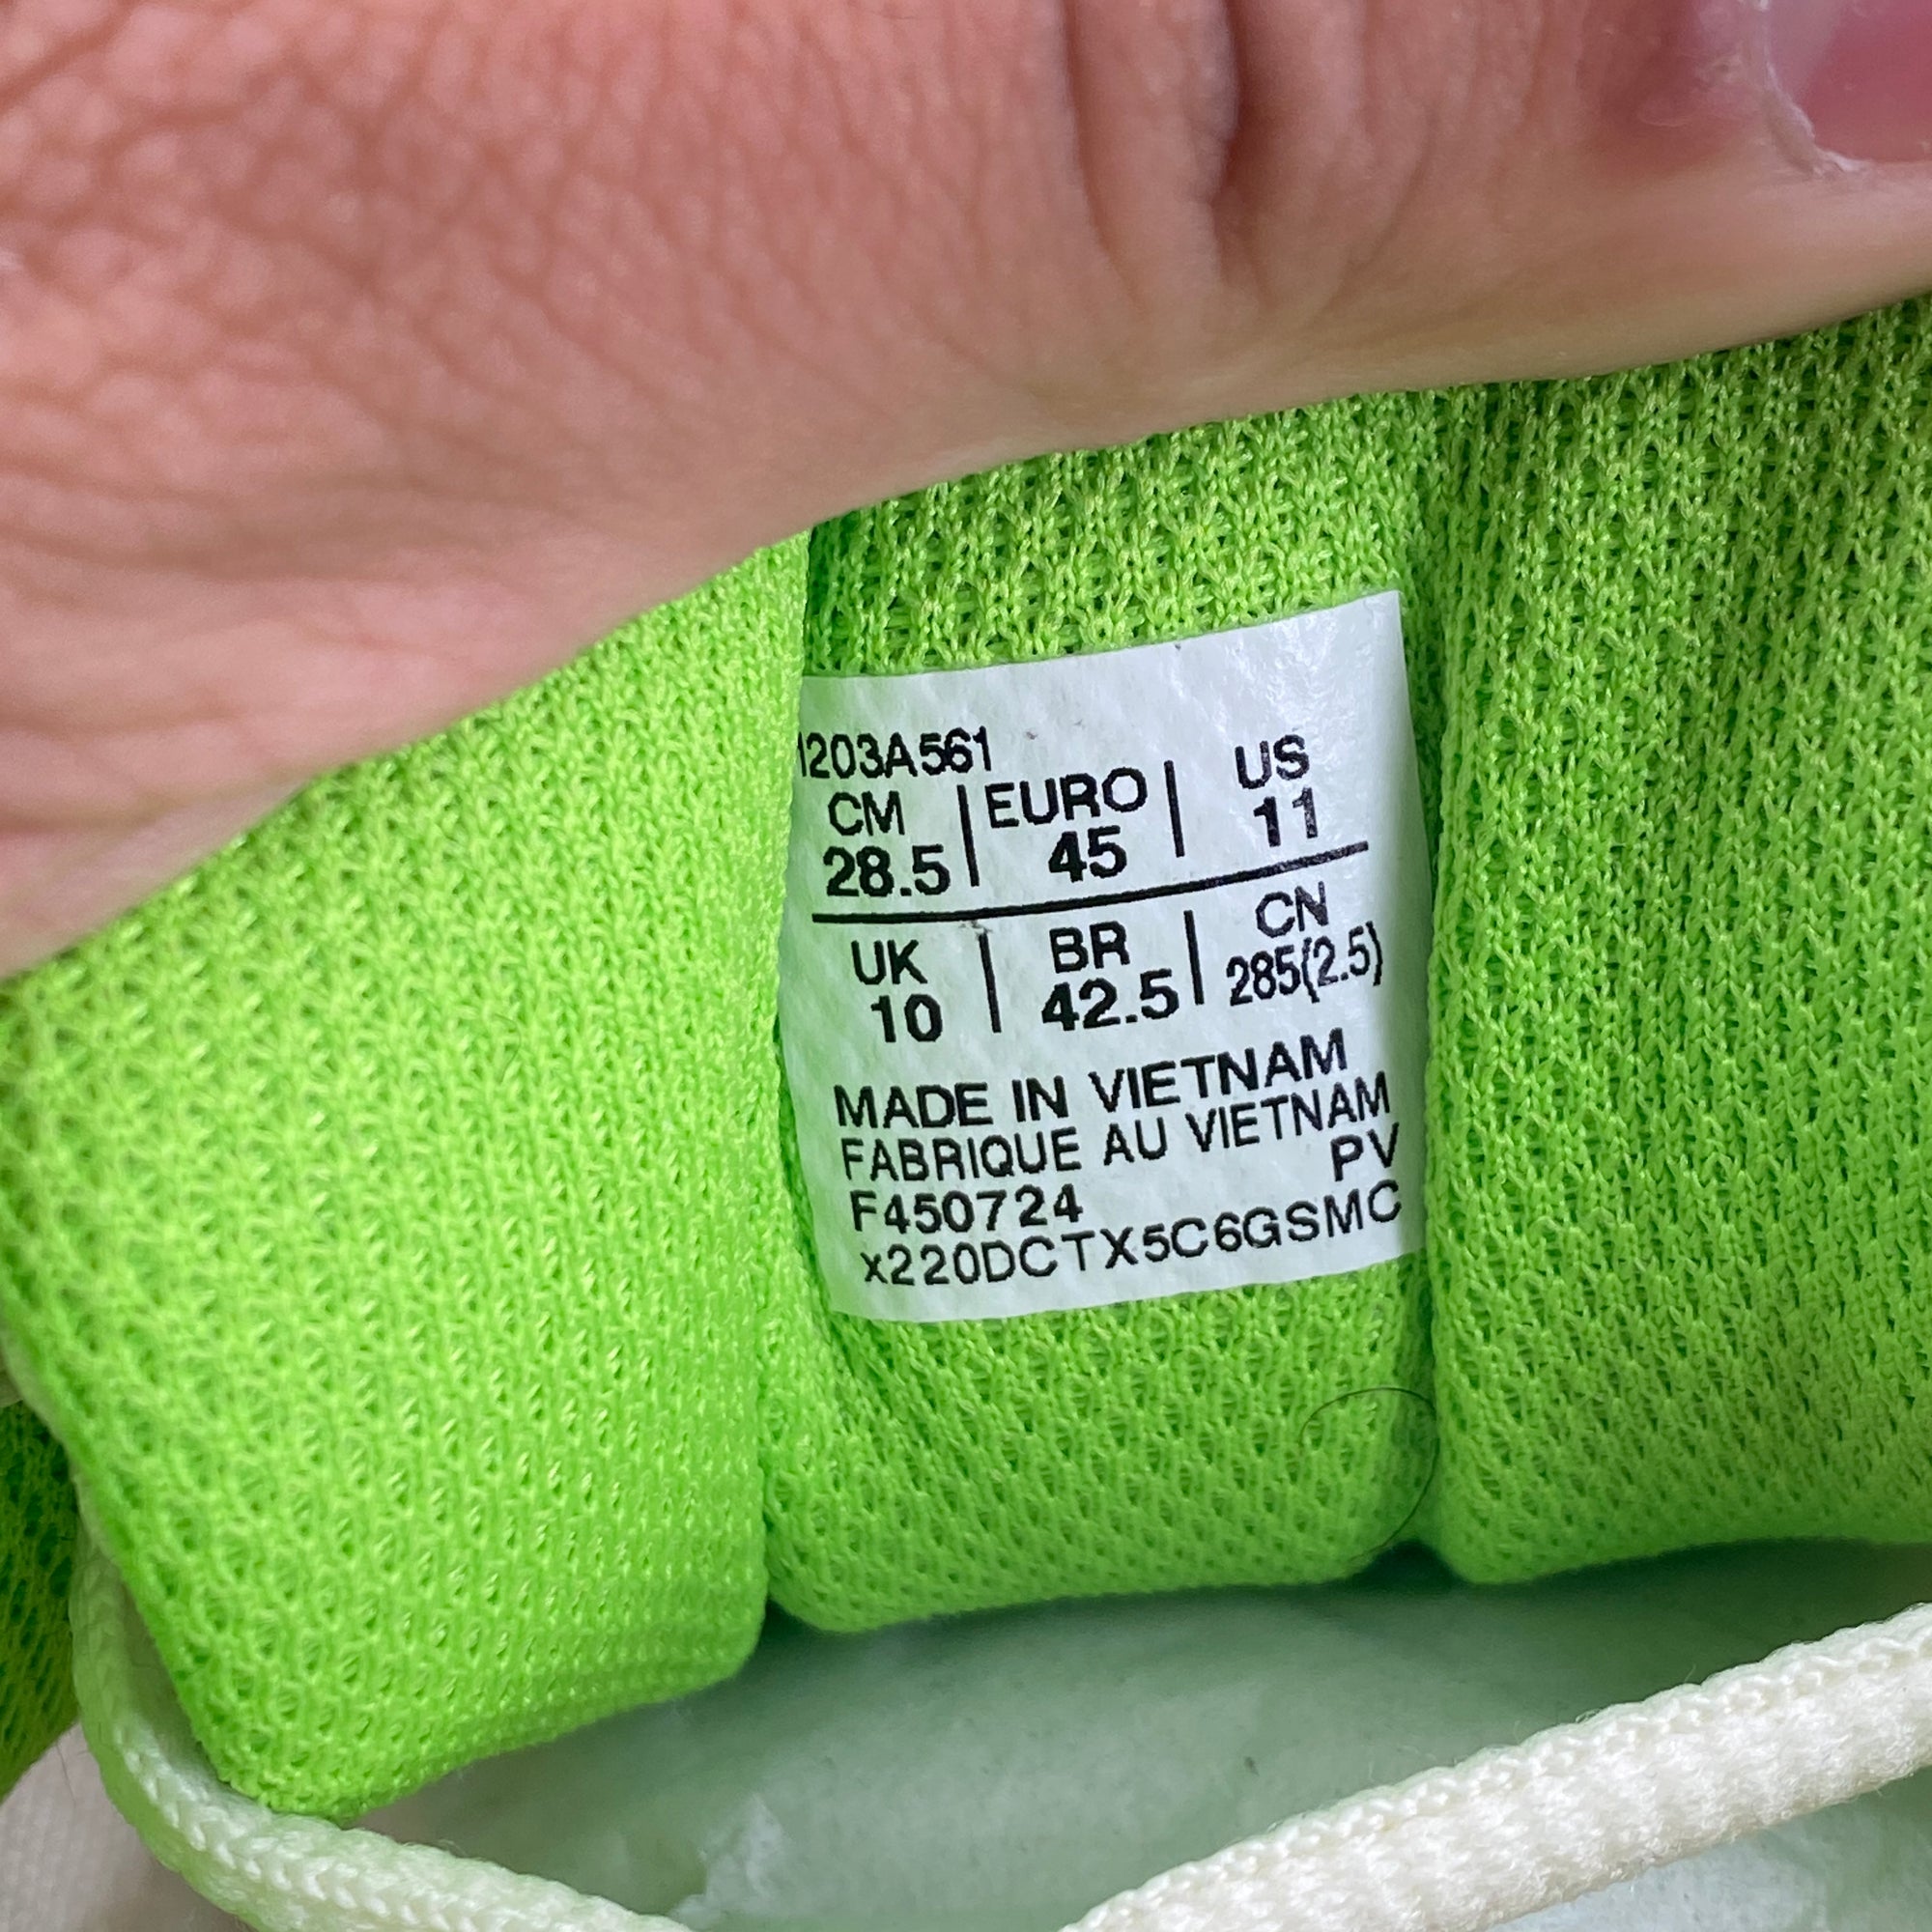 1203A561
CM | EURO | US
28.5 | 45 | 11
UK | BR | CN
10 | 42.5 | 285(2.5)
MADE IN VIETNAM
FABRIQUE AU VIETNAM
PV
F450724
x220DCTX5C6GSMC